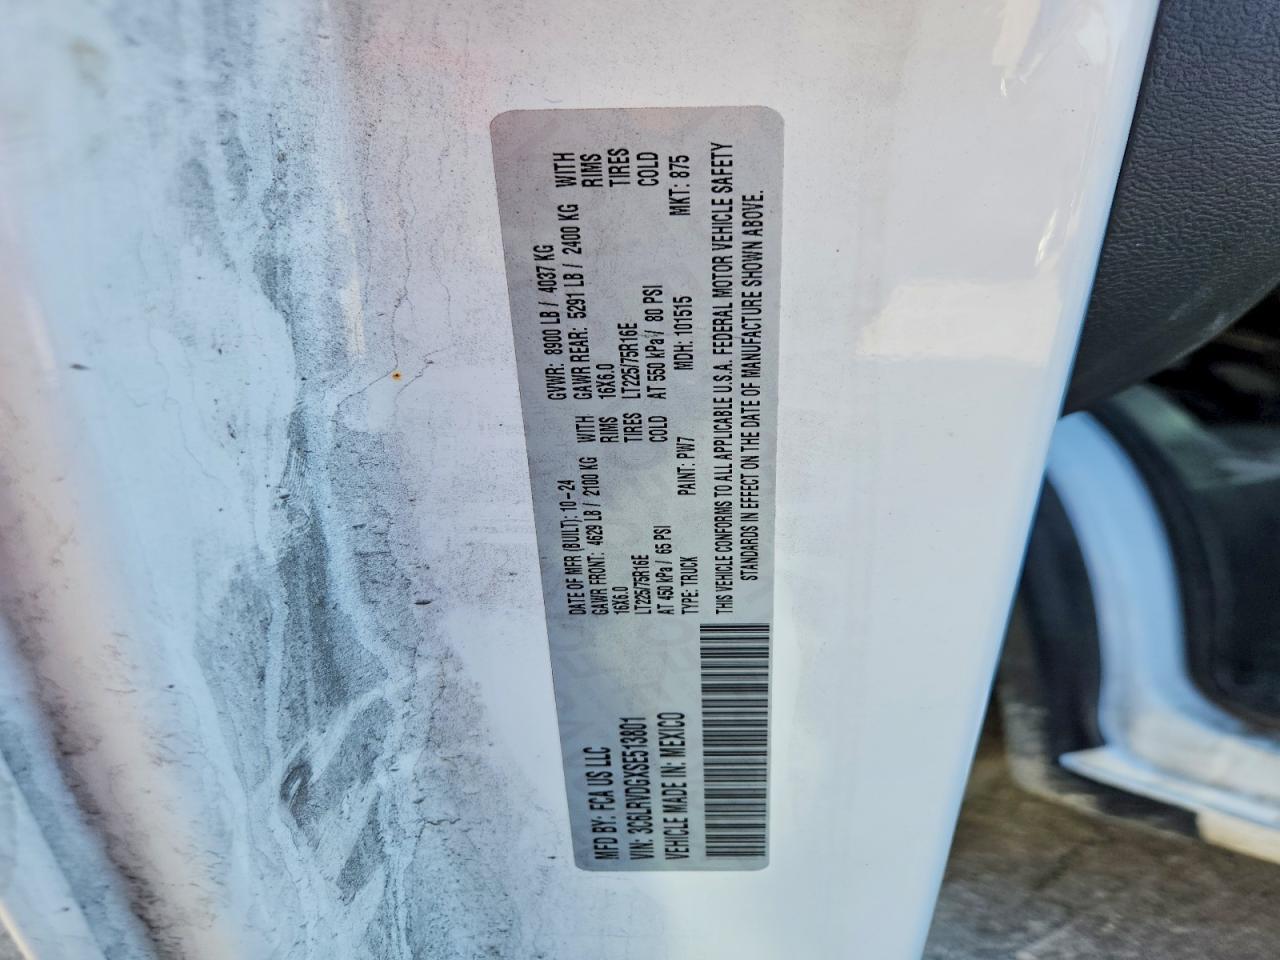 MFD BY: FCA US LLC
VIN: 3C6LRVDGXSE513801
VEHICLE MADE IN: MEXICO
DATE OF MFR (BUILT): 10-24
GAWR FRONT: 4629 LB / 2100 KG WITH
16X6.0 RIMS
LT225/75R16E TIRES
AT 450 kPa / 65 PSI COLD
GVWR: 8900 LB / 4037 KG
GAWR REAR: 5291 LB / 2400 KG WITH
16X6.0 RIMS
LT225/75R16E TIRES
AT 550 kPa / 80 PSI COLD
TYPE: TRUCK PAINT: PW7 MDH: 101515 MKT: 875
THIS VEHICLE CONFORMS TO ALL APPLICABLE U.S.A. FEDERAL MOTOR VEHICLE SAFETY
STANDARDS IN EFFECT ON THE DATE OF MANUFACTURE SHOWN ABOVE.